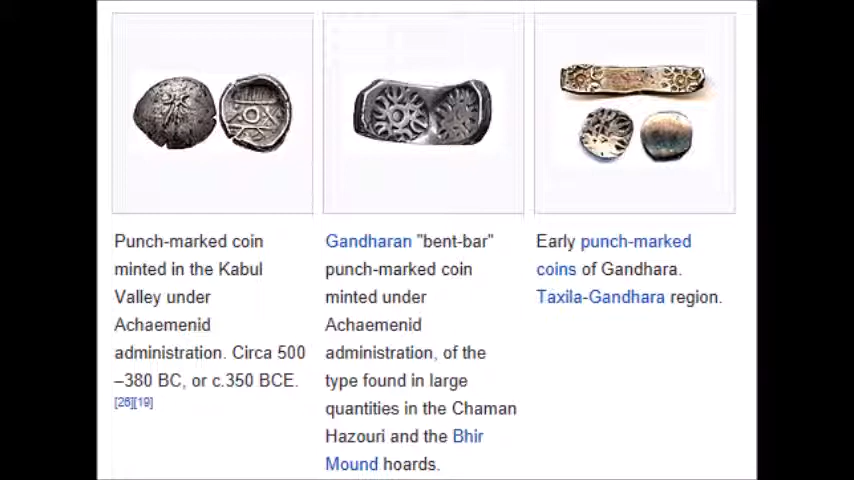 Punch-marked coin
minted in the Kabul
Valley under
Achaemenid
administration. Circa 500
–380 BC, or c.350 BCE.
[26][19]
Gandharan "bent-bar"
punch-marked coin
minted under
Achaemenid
administration, of the
type found in large
quantities in the Chaman
Hazouri and the Bhir
Mound hoards.
Early punch-marked
coins of Gandhara.
Taxila-Gandhara region.